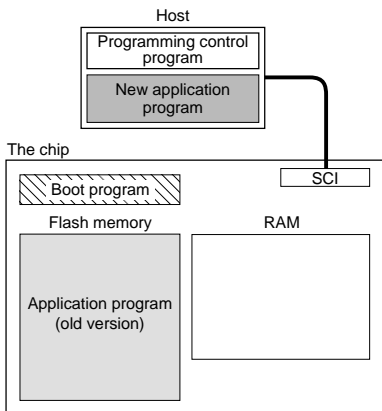 Host
Programming control
program
New application
program
The chip
SCI
Boot program
Flash memory
RAM
Application program
(old version)